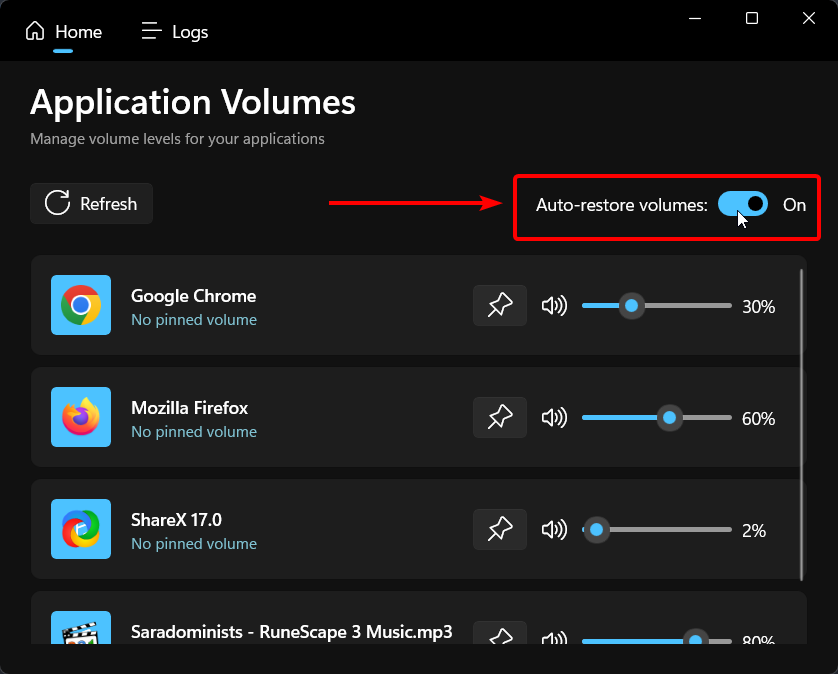 Home
Logs
Application Volumes
Manage volume levels for your applications
Refresh
Auto-restore volumes:
On
Google Chrome
No pinned volume
30%
Mozilla Firefox
No pinned volume
60%
ShareX 17.0
No pinned volume
2%
Saradominists - RuneScape 3 Music.mp3
80%